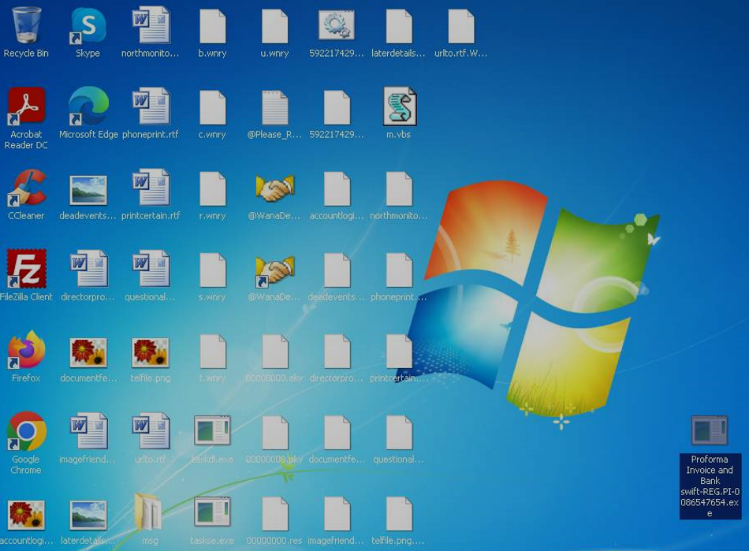 Recycle Bin
Skype
northmonito...
b.wnry
u.wnry
592217429...
laterdetails...
urlto.rtf.W...
Acrobat
Reader DC
Microsoft Edge
phoneprint.rtf
c.wnry
@Please_R...
592217429...
m.vbs
CCleaner
deadevents...
printcertain.rtf
r.wnry
@WanaDe...
accountlogi...
northmonito...
FileZilla Client
directorpro...
questional...
s.wnry
@WanaDe...
deadevents...
phoneprint....
Firefox
documentfe...
telfile.png
t.wnry
00000000.eky
directorpro...
printcertain....
Google
Chrome
imagefriend...
urlto.rtf
taskdl.exe
00000000.pky
documentfe...
questional...
Proforma
Invoice and
Bank
swift-REG.PI-0
086547654.ex
e
accountlogi...
laterdetails...
msg
taskse.exe
00000000.res
imagefriend...
telfile.png....